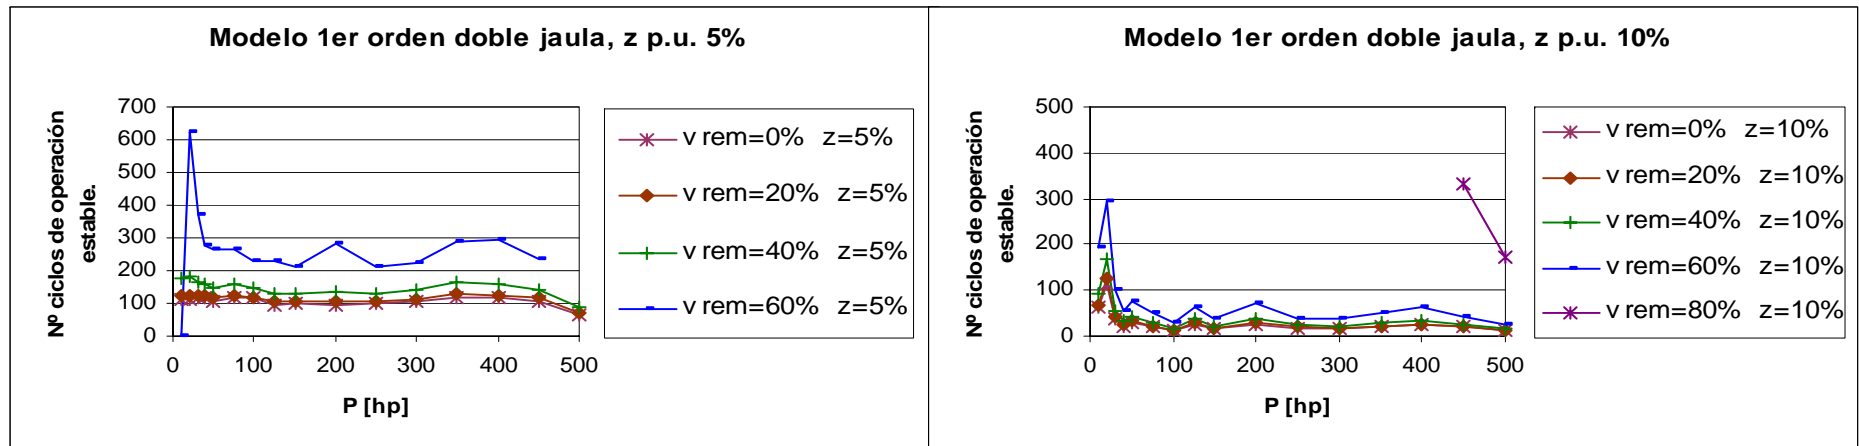 Modelo 1er orden doble jaula, z p.u. 5%
Nº ciclos de operación
estable.
700
600
500
400
300
200
100
0
0 100 200 300 400 500
P [hp]
v rem=0% z=5%
v rem=20% z=5%
v rem=40% z=5%
v rem=60% z=5%
Modelo 1er orden doble jaula, z p.u. 10%
Nº ciclos de operación
estable.
500
400
300
200
100
0
0 100 200 300 400 500
P [hp]
v rem=0% z=10%
v rem=20% z=10%
v rem=40% z=10%
v rem=60% z=10%
v rem=80% z=10%